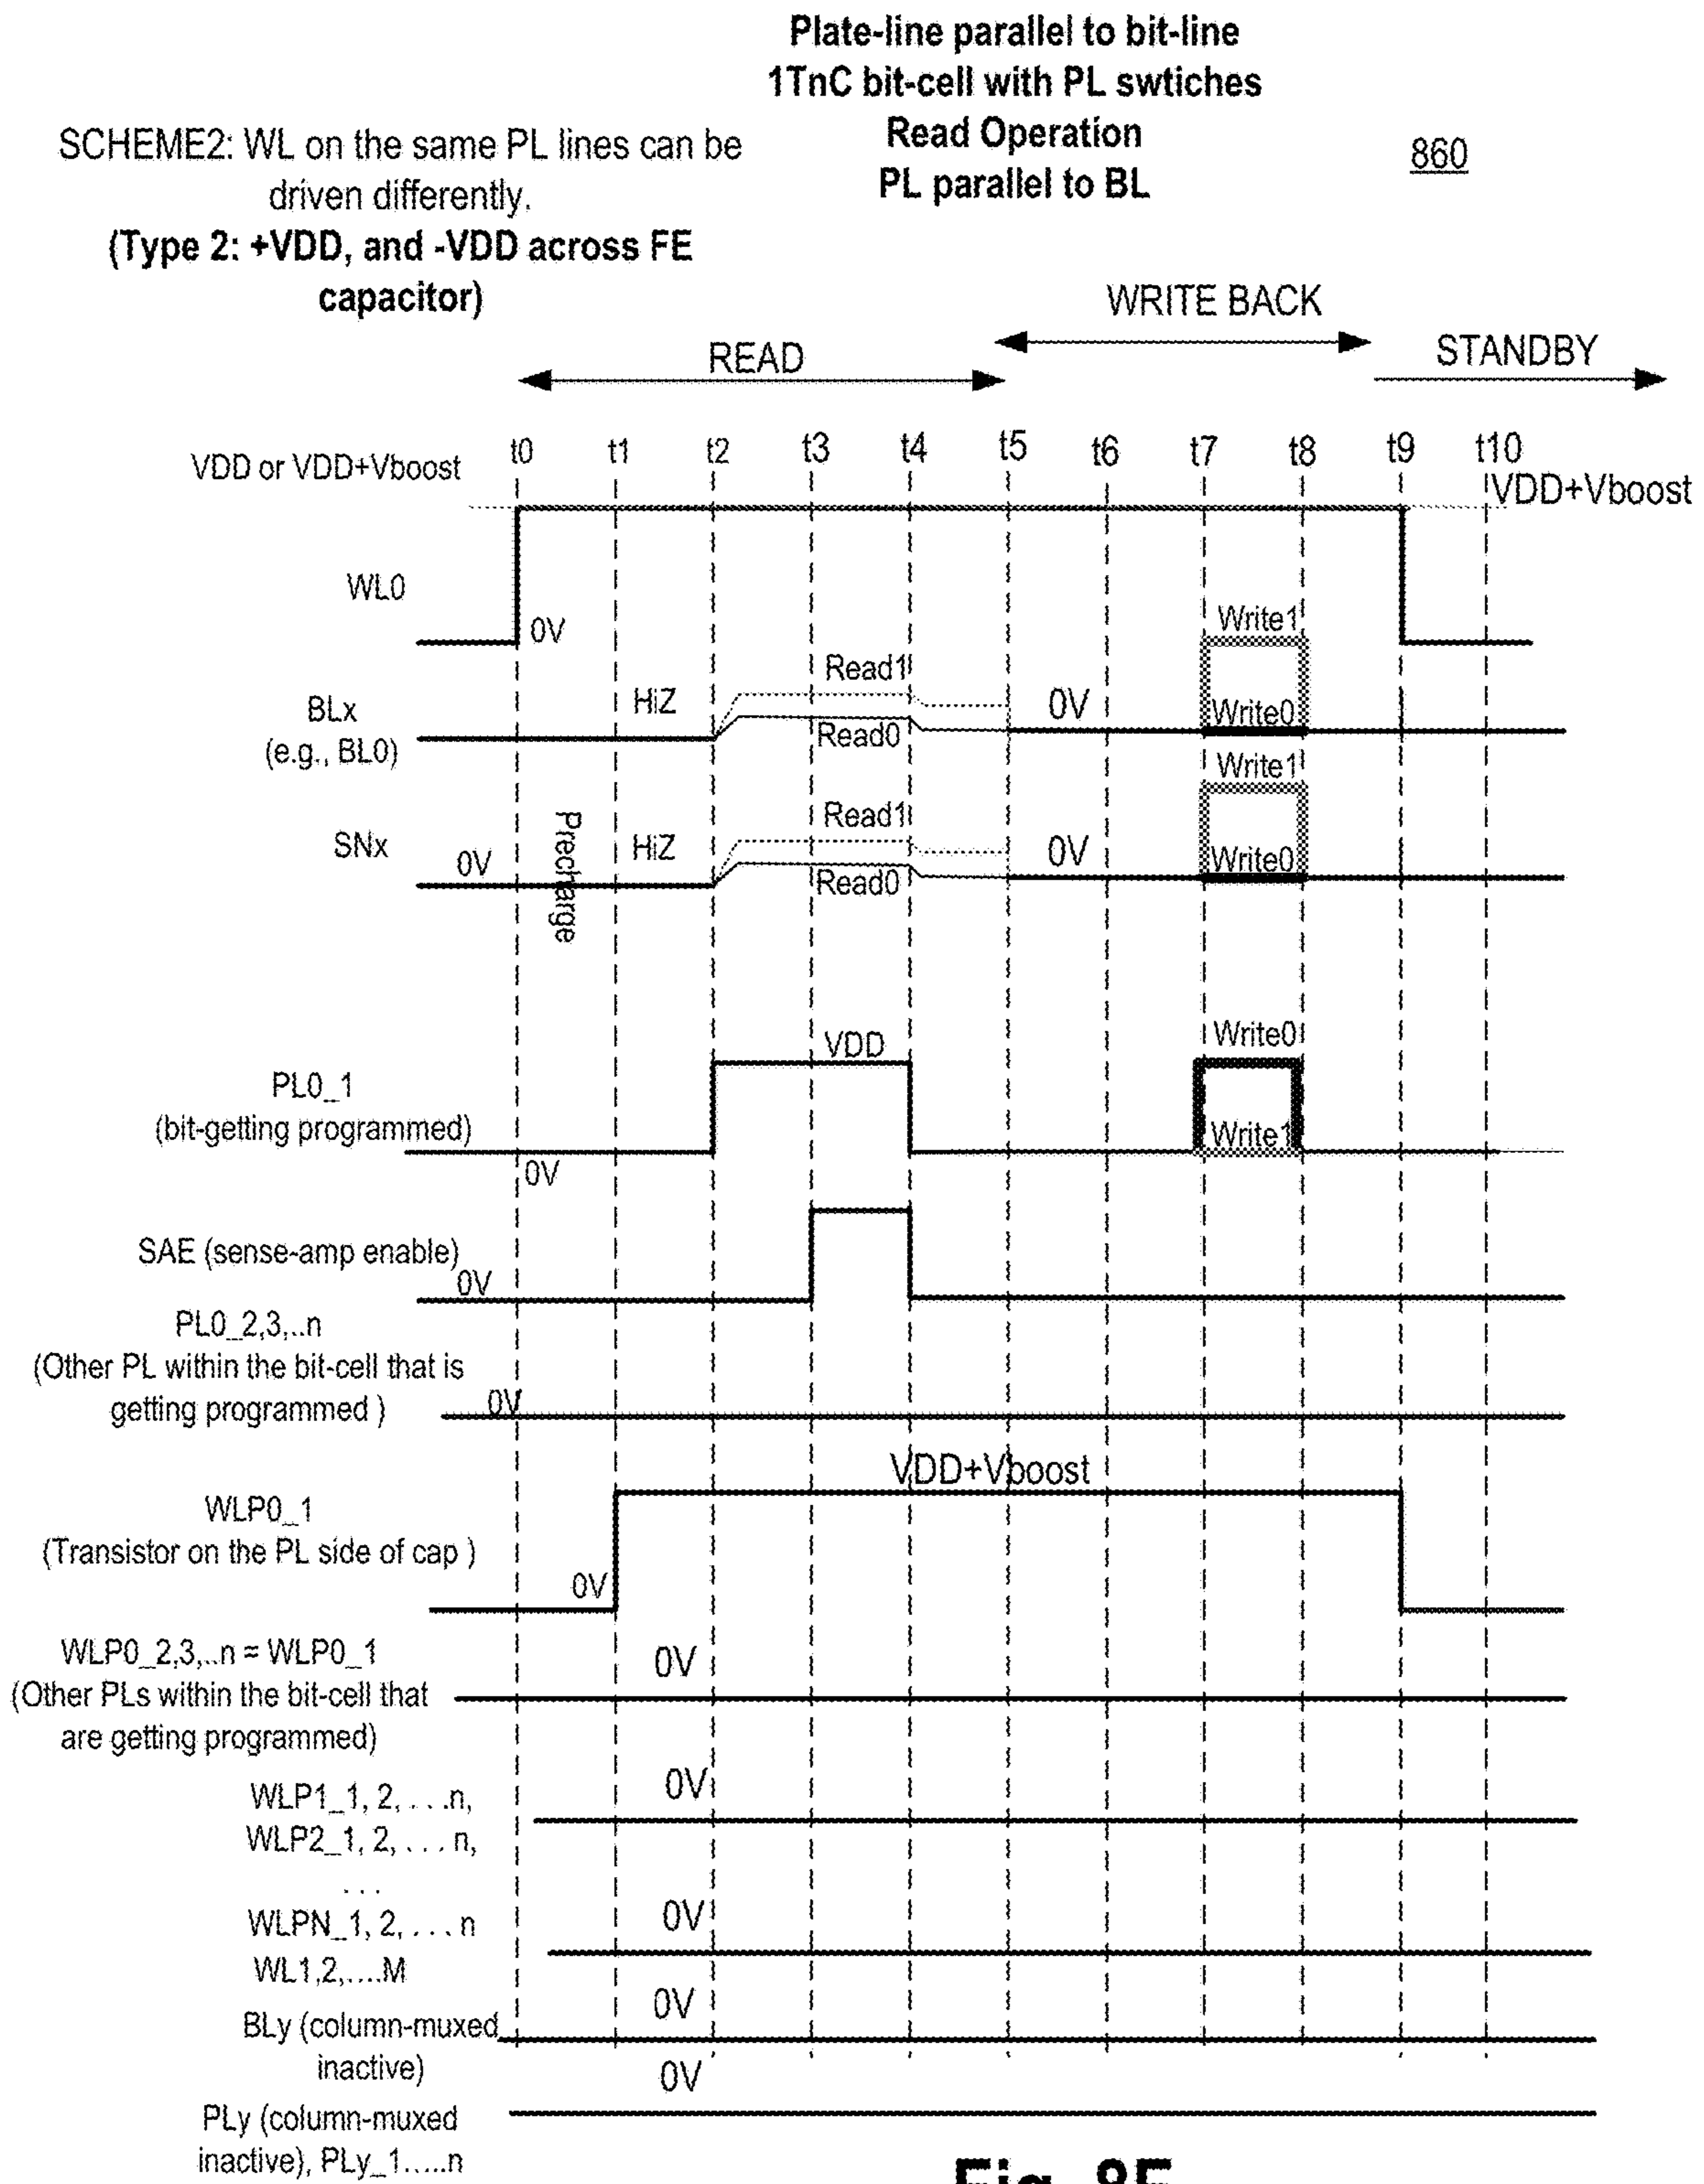 Plate-line parallel to bit-line
1TnC bit-cell with PL swtiches
Read Operation
PL parallel to BL
860
SCHEME2: WL on the same PL lines can be
driven differently.
(Type 2: +VDD, and -VDD across FE
capacitor)
WRITE BACK
READ
STANDBY
t0 t1 t2 t3 t4 t5 t6 t7 t8 t9 t10
VDD or VDD+Vboost
VDD+Vboost
WL0
0V
Write1
Read1
HiZ
0V
BLx
Write0
Read0
(e.g., BL0)
Write1
Precharge
Read1
SNx
HiZ
0V
0V
Write0
Read0
Write0
VDD
PL0_1
(bit-getting programmed)
Write1
0V
SAE (sense-amp enable)
0V
PL0_2,3,..n
(Other PL within the bit-cell that is
getting programmed )
0V
VDD+Vboost
WLP0_1
(Transistor on the PL side of cap )
0V
WLP0_2,3,..n = WLP0_1
0V
(Other PLs within the bit-cell that
are getting programmed)
0V
WLP1_1, 2, . . .n,
WLP2_1, 2, . . . n,
. . .
0V
WLPN_1, 2, . . . n
WL1,2,....M
0V
BLy (column-muxed
inactive)
0V
PLy (column-muxed
inactive), PLy_1.....n
Fig. 8F